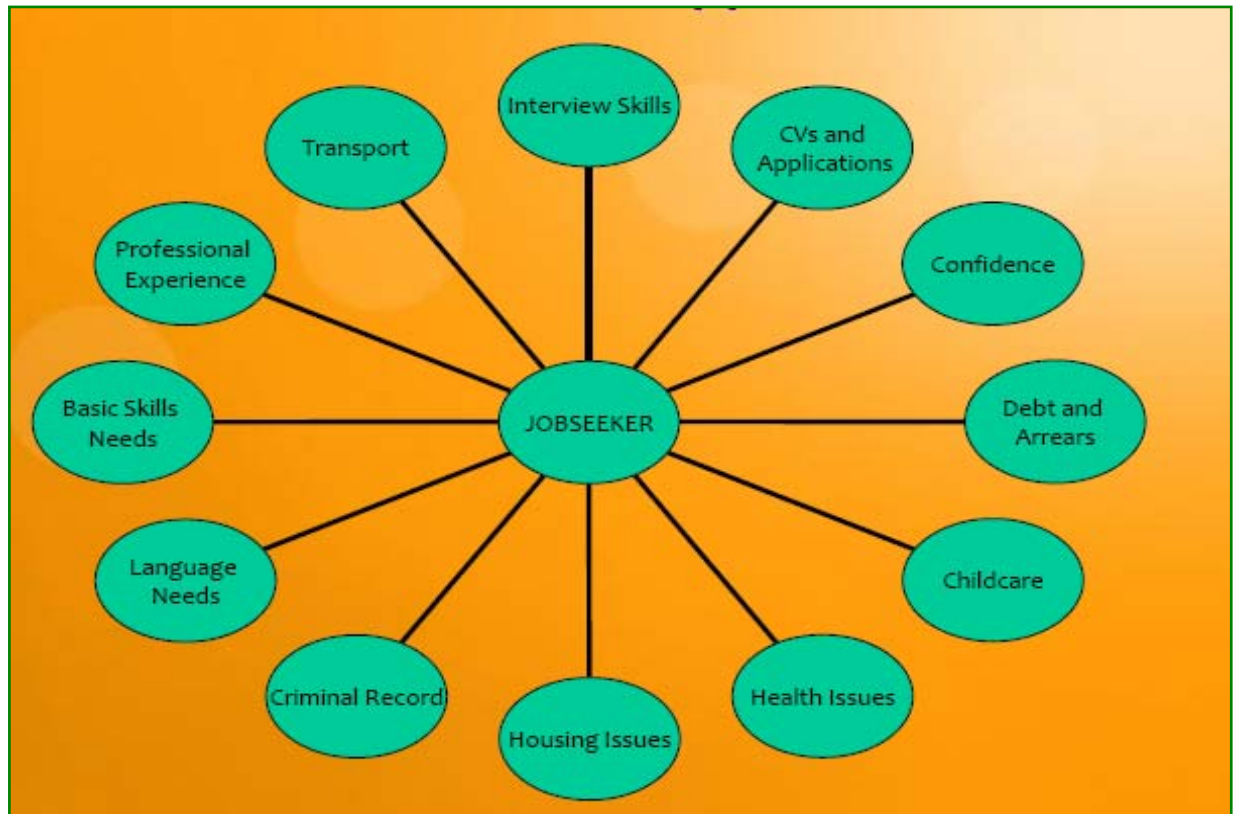 Interview Skills
CVs and
Applications
Transport
Professional
Experience
Confidence
Basic Skills
Needs
JOBSEEKER
Debt and
Arrears
Language
Needs
Childcare
Criminal Record
Housing Issues
Health Issues